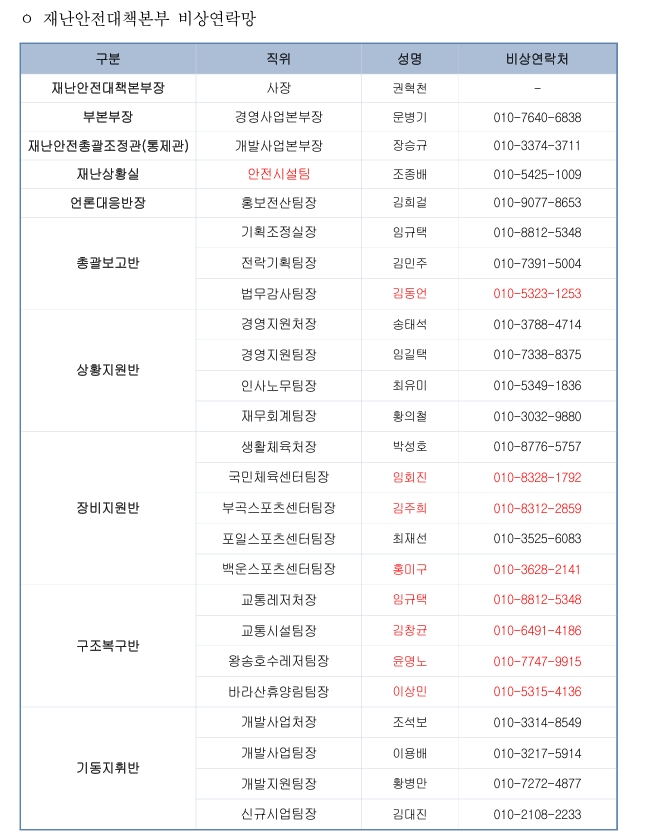 ㅇ 재난안전대책본부 비상연락망
구분 직위 성명 비상연락처
재난안전대책본부장 사장 권혁천 -
부본부장 경영사업본부장 문병기 010-7640-6838
재난안전총괄조정관(통제관) 개발사업본부장 장승규 010-3374-3711
재난상황실 안전시설팀 조종배 010-5425-1009
언론대응반장 홍보전산팀장 김희걸 010-9077-8653
총괄보고반 기획조정실장 임규택 010-8812-5348
전략기획팀장 김민주 010-7391-5004
법무감사팀장 김동언 010-5323-1253
상황지원반 경영지원처장 송태석 010-3788-4714
경영지원팀장 임길택 010-7338-8375
인사노무팀장 최유미 010-5349-1836
재무회계팀장 황의철 010-3032-9880
장비지원반 생활체육처장 박성호 010-8776-5757
국민체육센터팀장 임회진 010-8328-1792
부곡스포츠센터팀장 김주희 010-8312-2859
포일스포츠센터팀장 최재선 010-3525-6083
백운스포츠센터팀장 홍미구 010-3628-2141
구조복구반 교통레저처장 임규택 010-8812-5348
교통시설팀장 김창균 010-6491-4186
왕송호수레저팀장 윤명노 010-7747-9915
바라산휴양림팀장 이상민 010-5315-4136
기동지휘반 개발사업처장 조석보 010-3314-8549
개발사업팀장 이용배 010-3217-5914
개발지원팀장 황병만 010-7272-4877
신규시업팀장 김대진 010-2108-2233